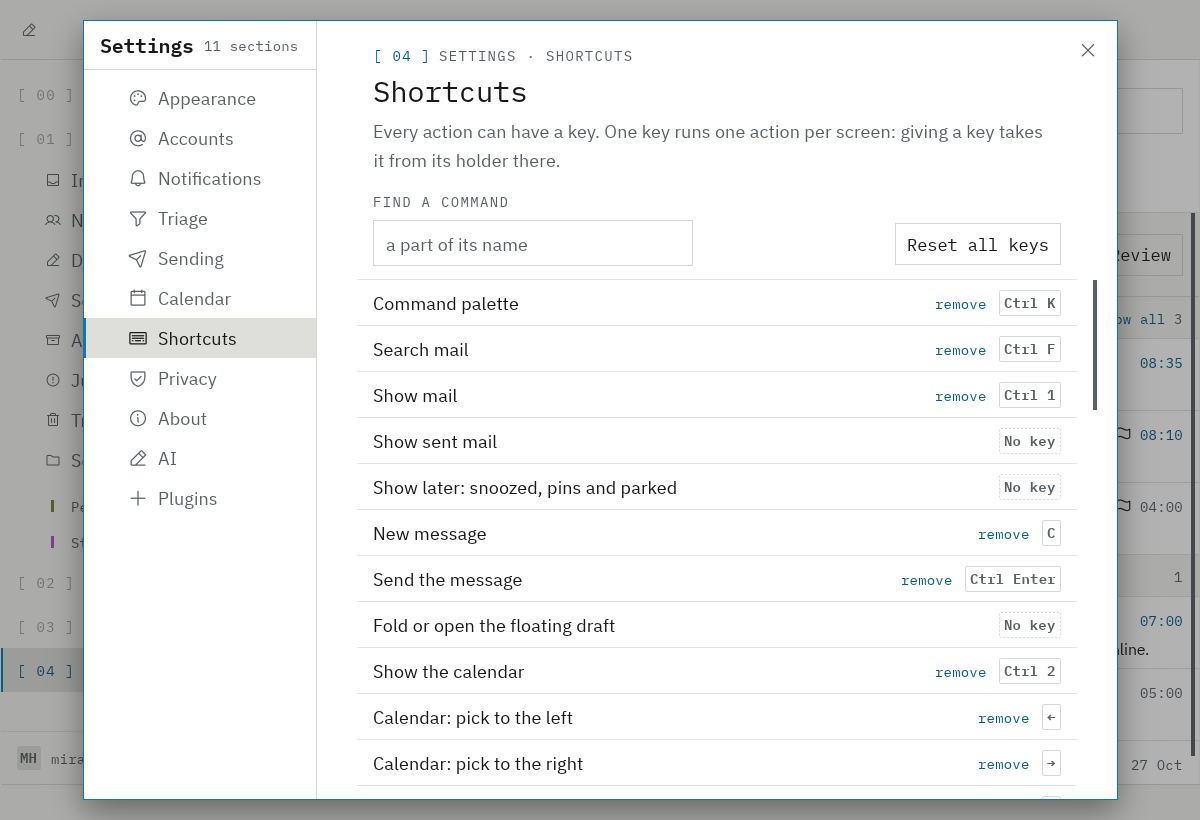 Settings 11 sections
Appearance
Accounts
Notifications
Triage
Sending
Calendar
Shortcuts
Privacy
About
AI
Plugins
[ 04 ] SETTINGS · SHORTCUTS
Shortcuts
Every action can have a key. One key runs one action per screen: giving a key takes
it from its holder there.
FIND A COMMAND
a part of its name
Reset all keys
Command palette remove Ctrl K
Search mail remove Ctrl F
Show mail remove Ctrl 1
Show sent mail No key
Show later: snoozed, pins and parked No key
New message remove C
Send the message remove Ctrl Enter
Fold or open the floating draft No key
Show the calendar remove Ctrl 2
Calendar: pick to the left remove ←
Calendar: pick to the right remove →
[ 00 ]
[ 01 ]
[ 02 ]
[ 03 ]
[ 04 ]
MH
all 3
08:35
08:10
04:00
1
07:00
05:00
27 Oct